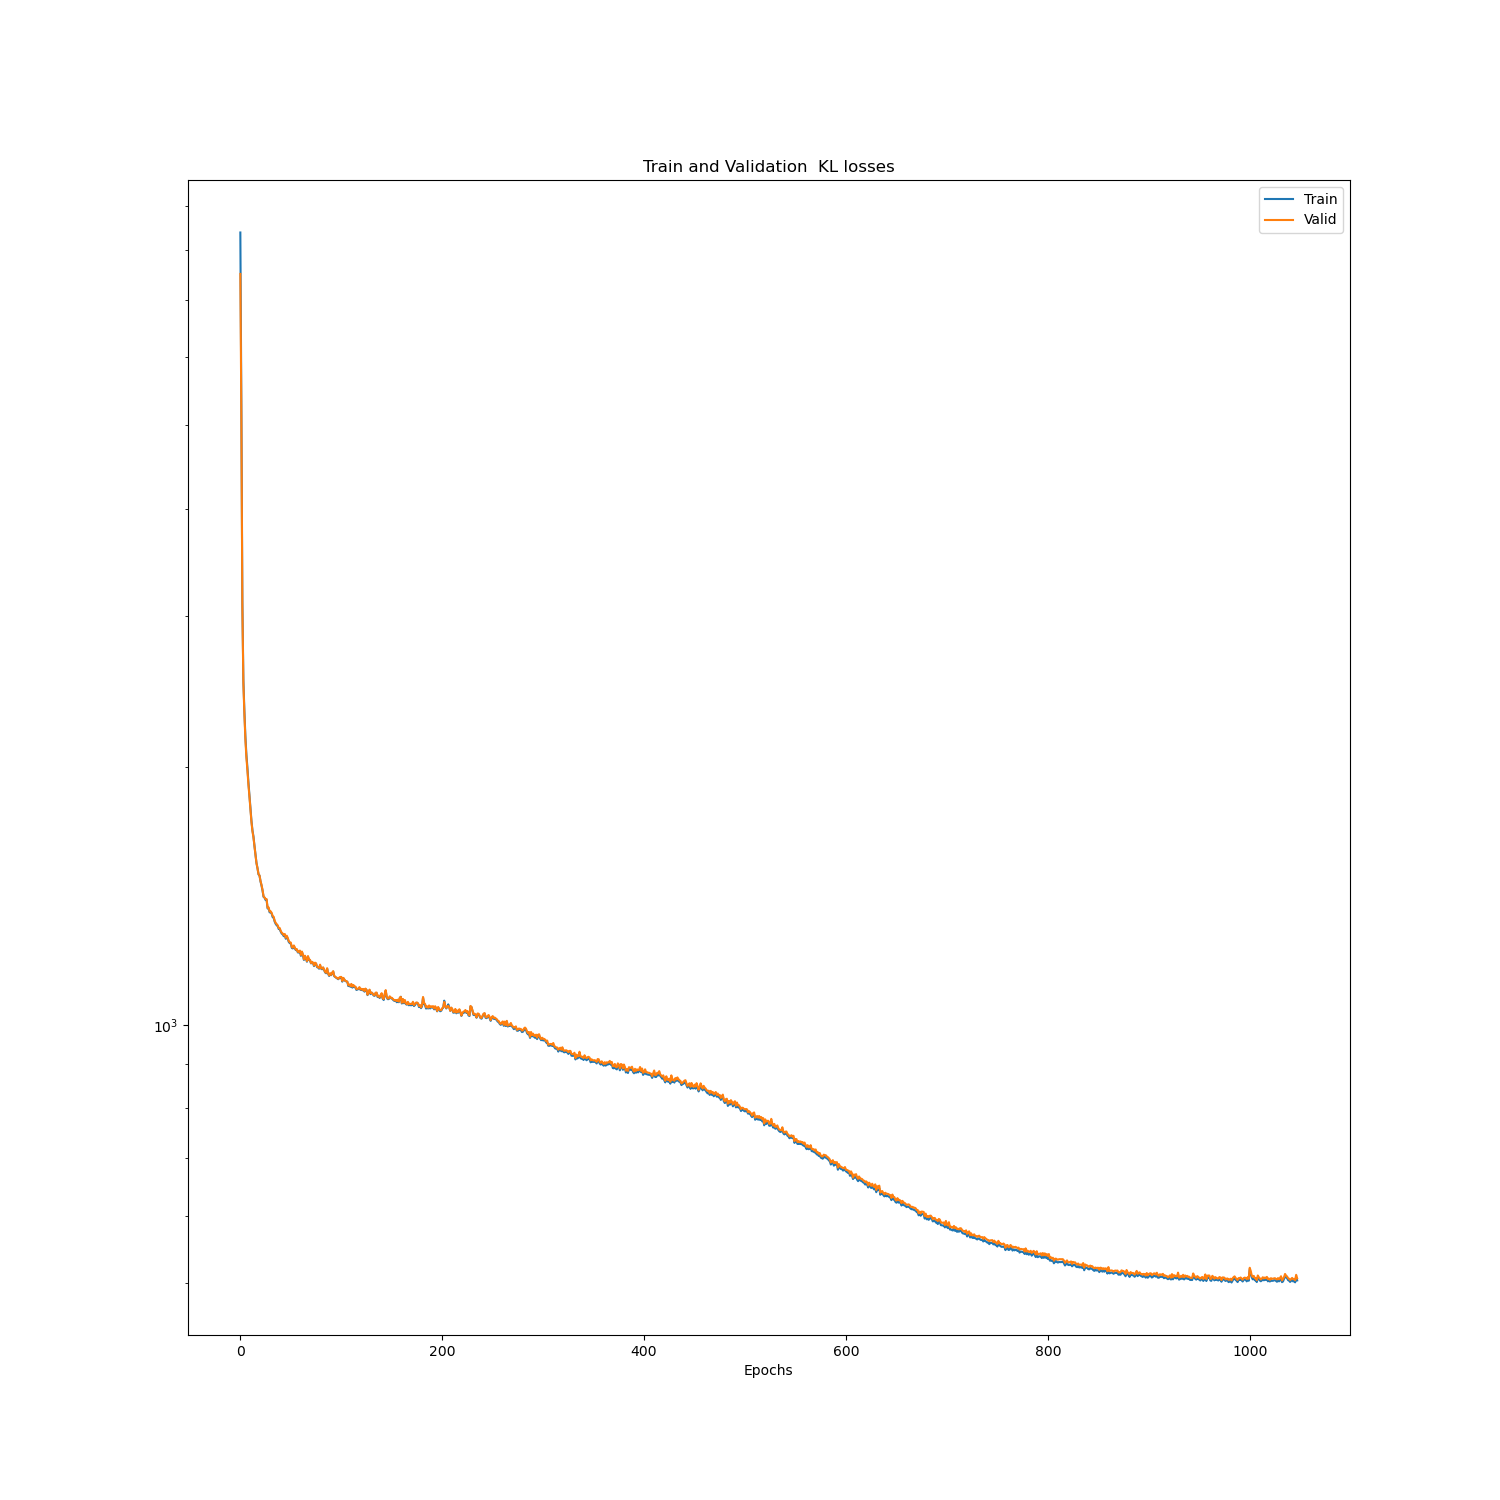 Train and Validation  KL losses
Train
Valid
10³
0 200 400 600 800 1000
Epochs